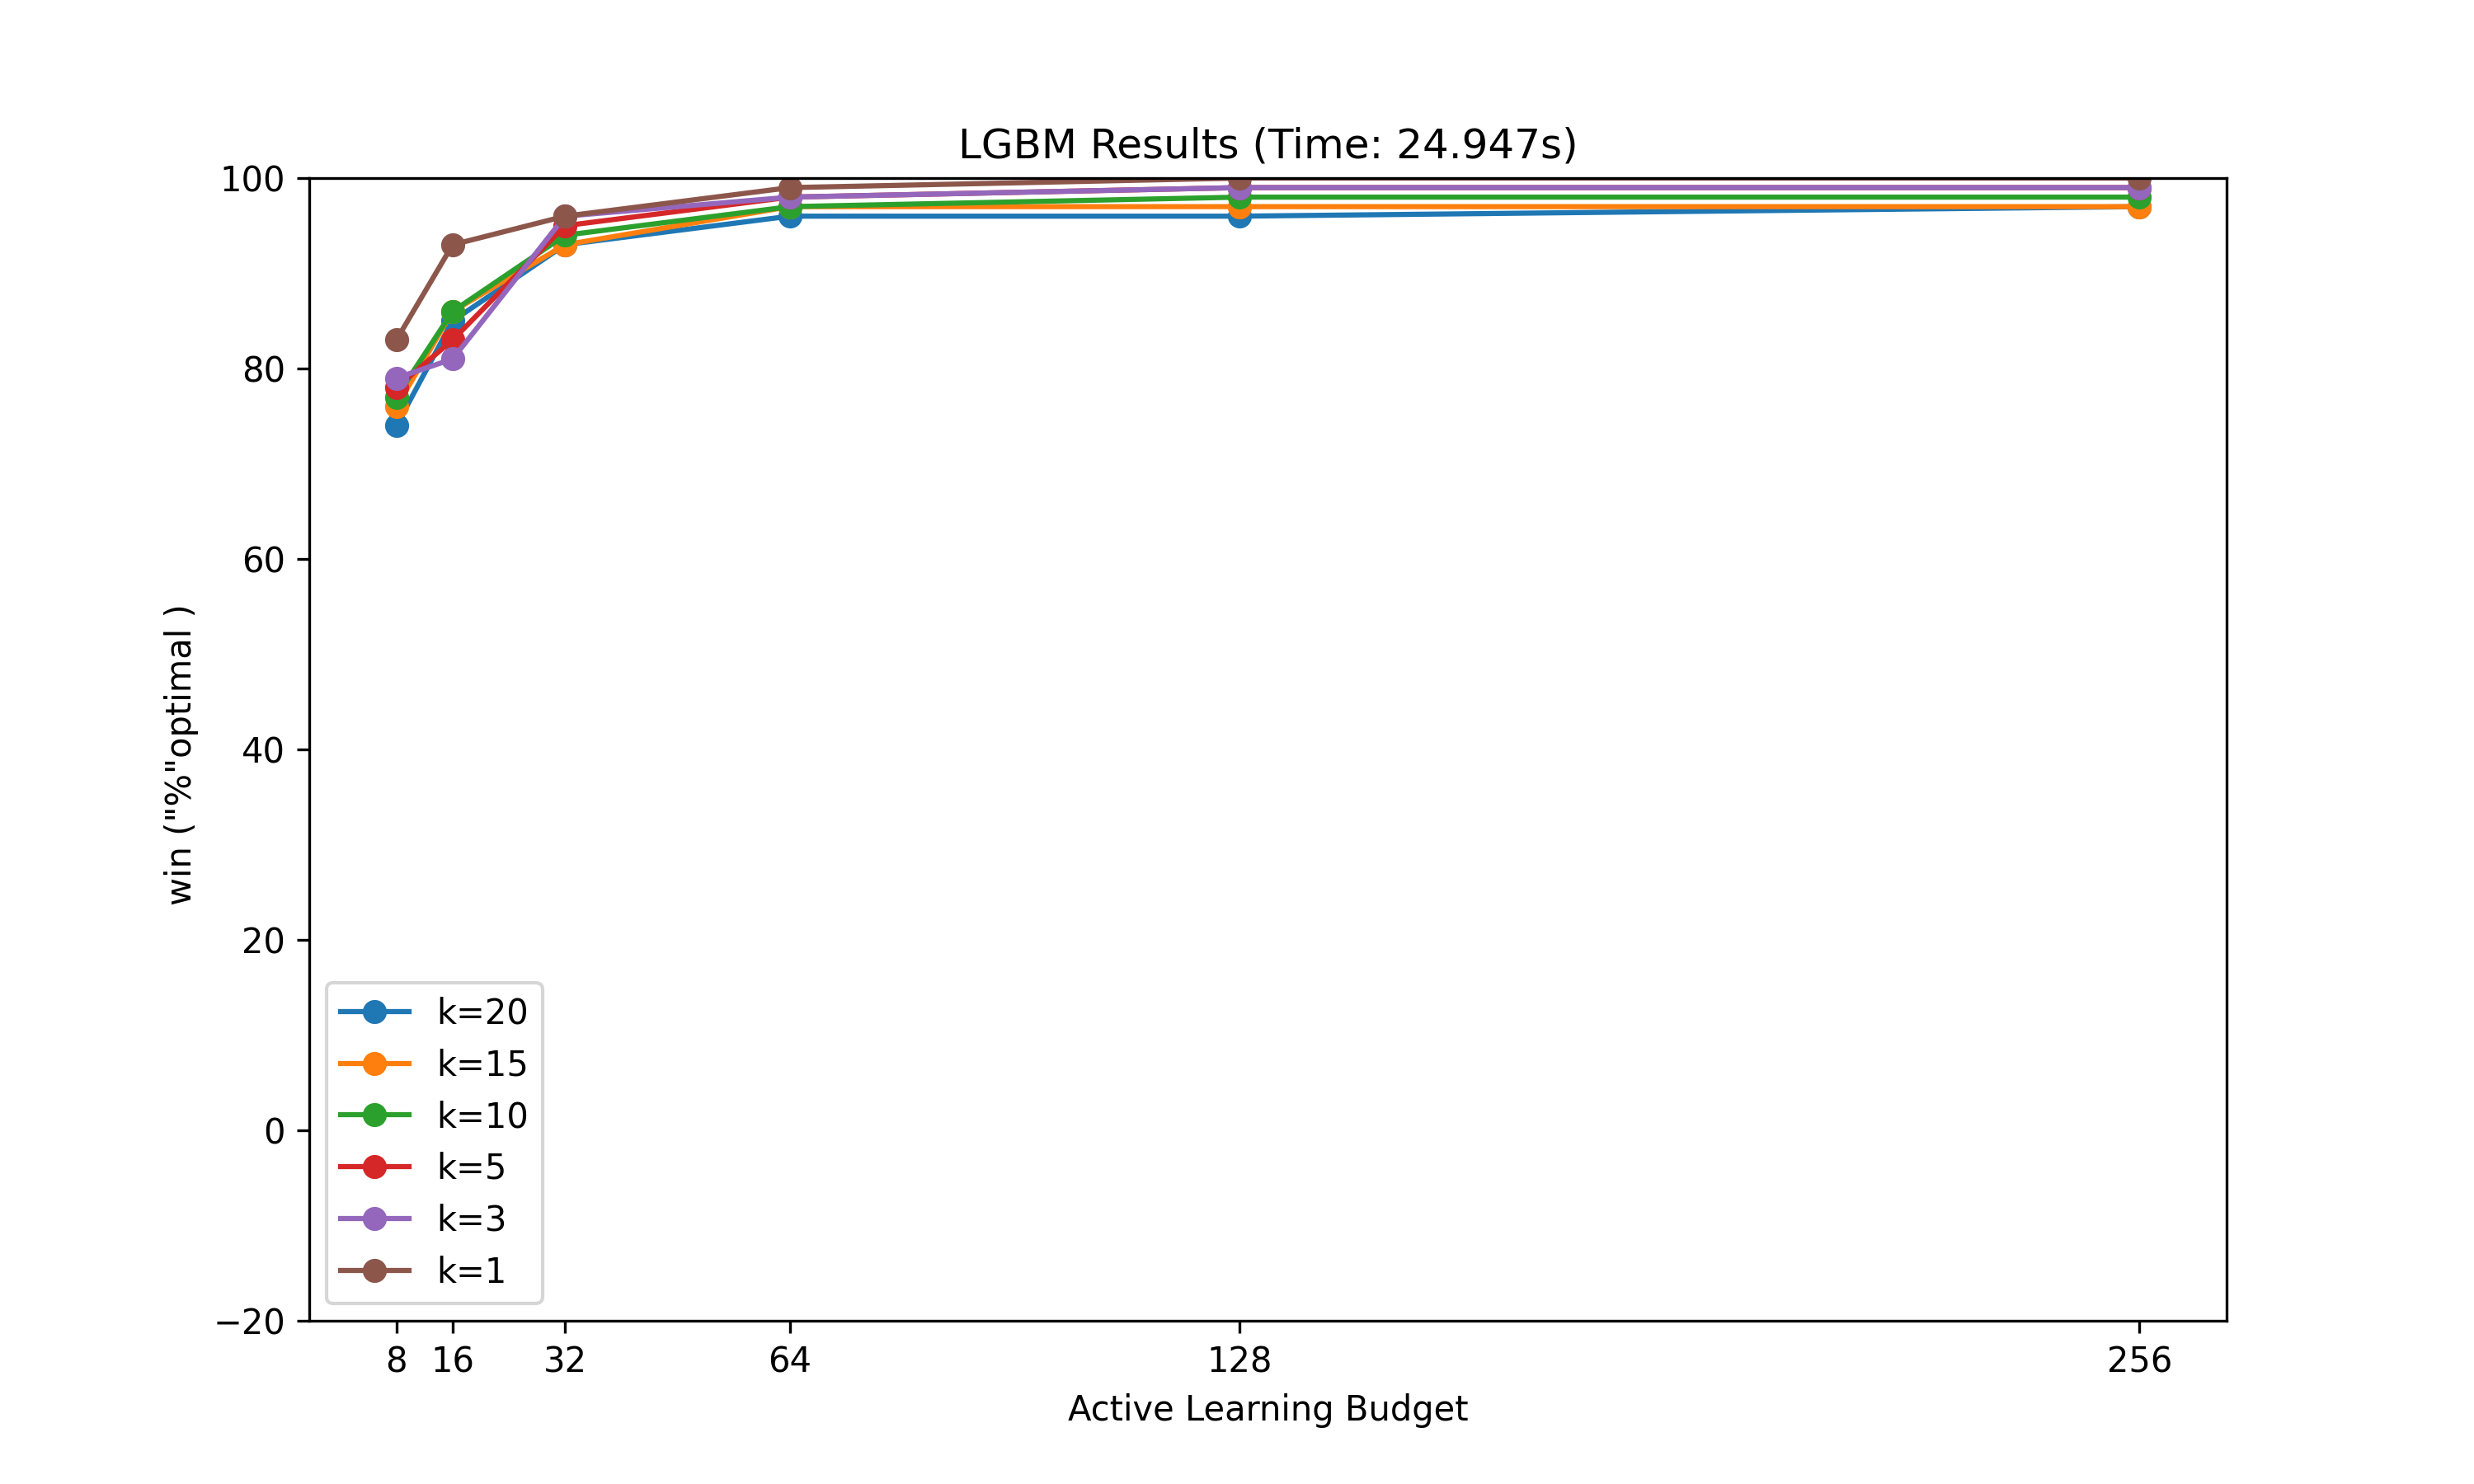 LGBM Results (Time: 24.947s)
100
80
60
40
20
0
−20
win ("%"optimal )
k=20
k=15
k=10
k=5
k=3
k=1
8 16 32 64 128 256
Active Learning Budget